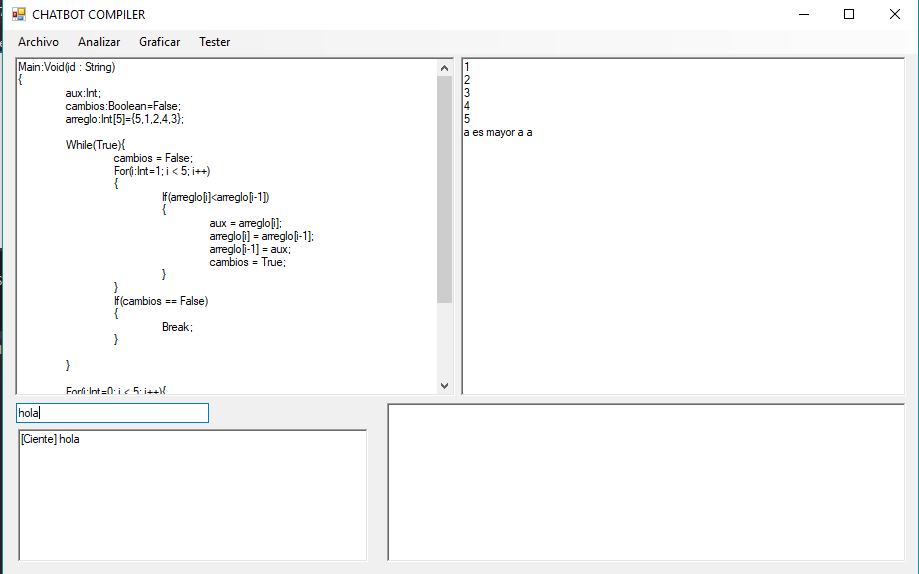 CHATBOT COMPILER
Archivo Analizar Graficar Tester
Main:Void(id : String)
{
aux:Int;
cambios:Boolean=False;
arreglo:Int[5]={5,1,2,4,3};
While(True){
cambios = False;
For(i:Int=1; i < 5; i++)
{
If(arreglo[i]<arreglo[i-1])
{
aux = arreglo[i];
arreglo[i] = arreglo[i-1];
arreglo[i-1] = aux;
cambios = True;
}
}
If(cambios == False)
{
Break;
}
}
For(i:Int=0; i < 5; i++){
1
2
3
4
5
a es mayor a a
hola
[Ciente] hola